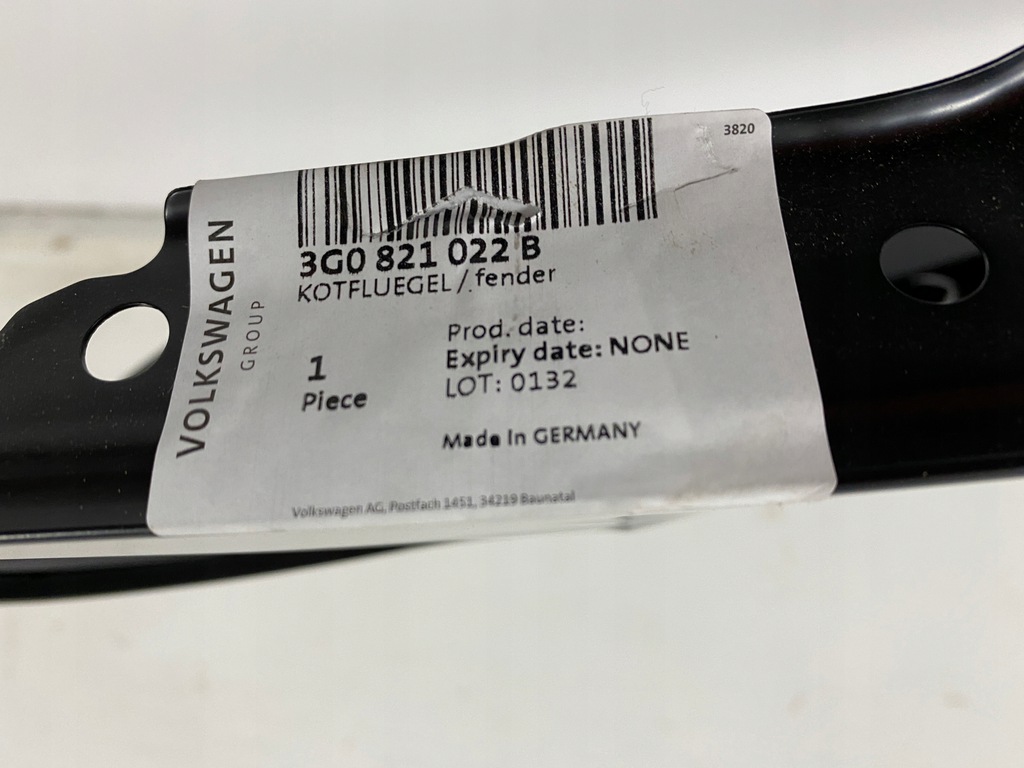 3820
VOLKSWAGEN
GROUP
3G0 821 022 B
KOTFLUEGEL / fender
1
Piece
Prod. date:
Expiry date: NONE
LOT: 0132
Made In GERMANY
Volkswagen AG, Postfach 1451, 34219 Baunatal